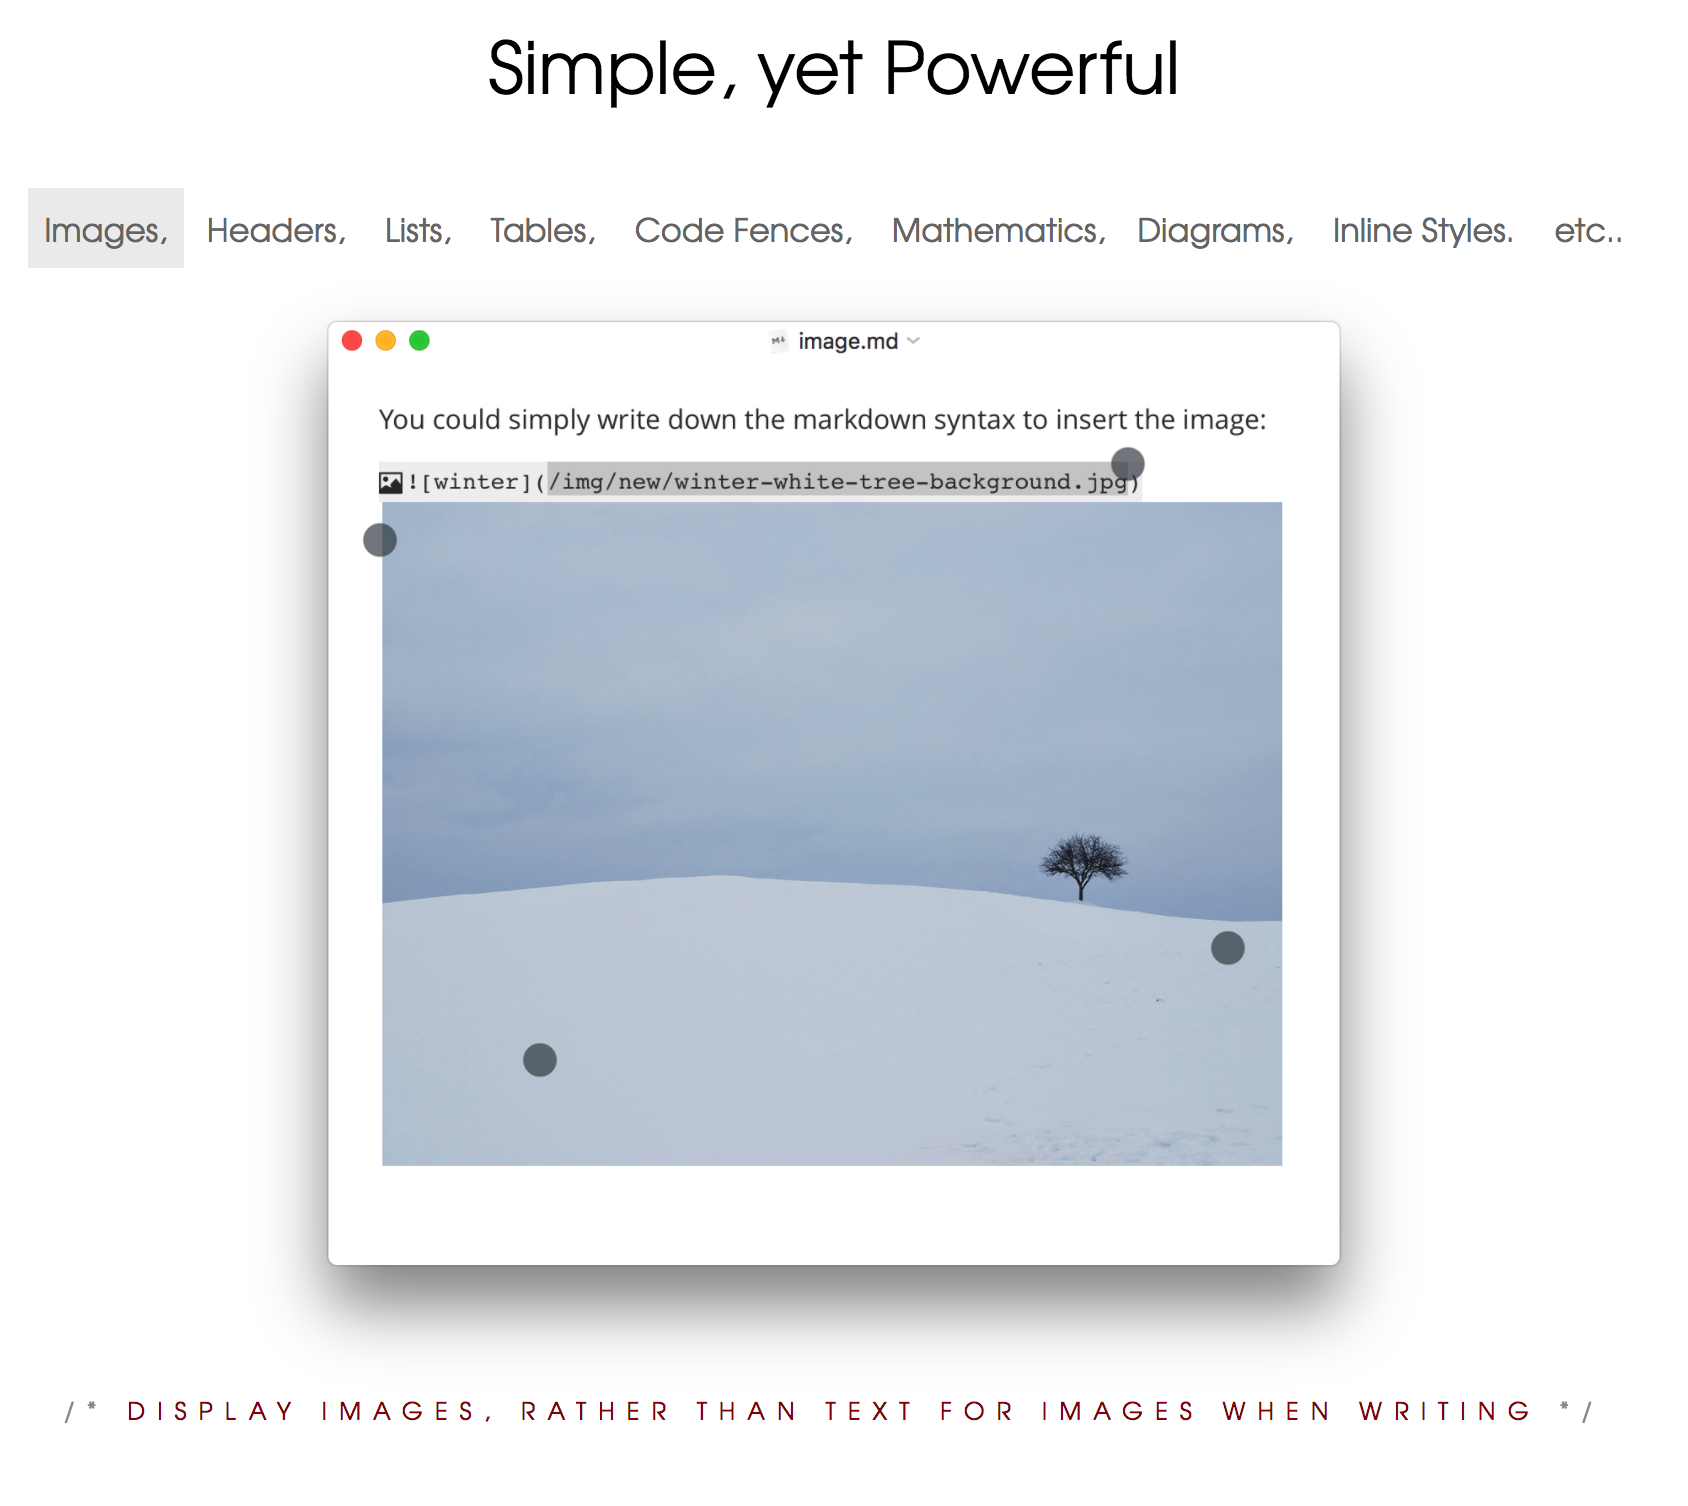 Simple, yet Powerful
Images, Headers, Lists, Tables, Code Fences, Mathematics, Diagrams, Inline Styles. etc..
image.md
You could simply write down the markdown syntax to insert the image:
![winter](/img/new/winter-white-tree-background.jpg)
/* DISPLAY IMAGES, RATHER THAN TEXT FOR IMAGES WHEN WRITING */